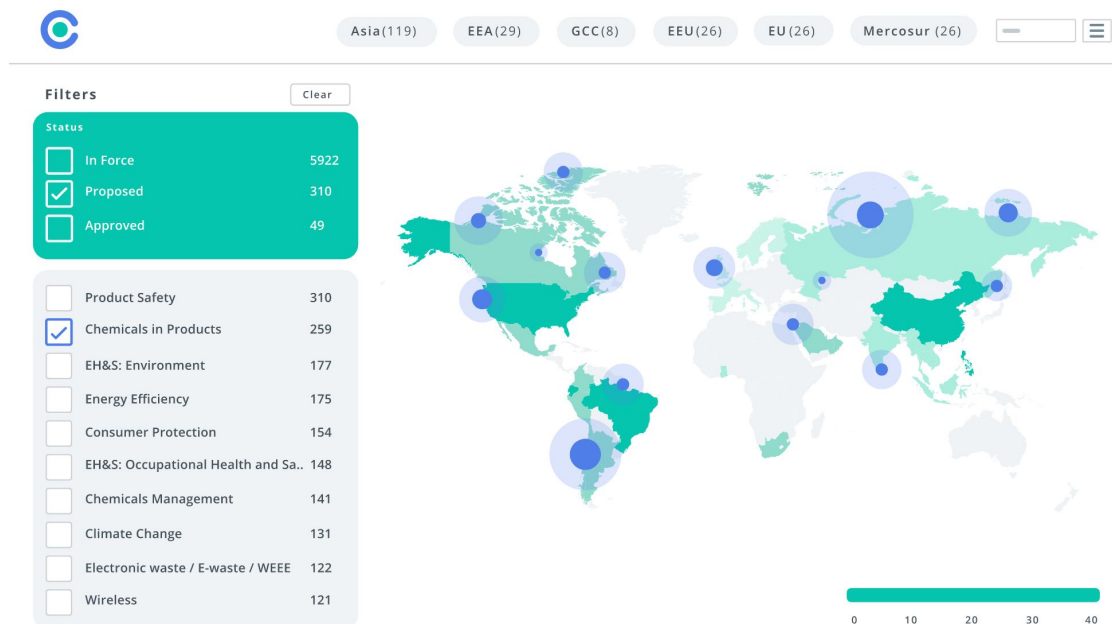 Asia(119) EEA(29) GCC(8) EEU(26) EU(26) Mercosur (26)
Filters Clear
Status
In Force 5922
Proposed 310
Approved 49
Product Safety 310
Chemicals in Products 259
EH&S: Environment 177
Energy Efficiency 175
Consumer Protection 154
EH&S: Occupational Health and Sa.. 148
Chemicals Management 141
Climate Change 131
Electronic waste / E-waste / WEEE 122
Wireless 121
0 10 20 30 40